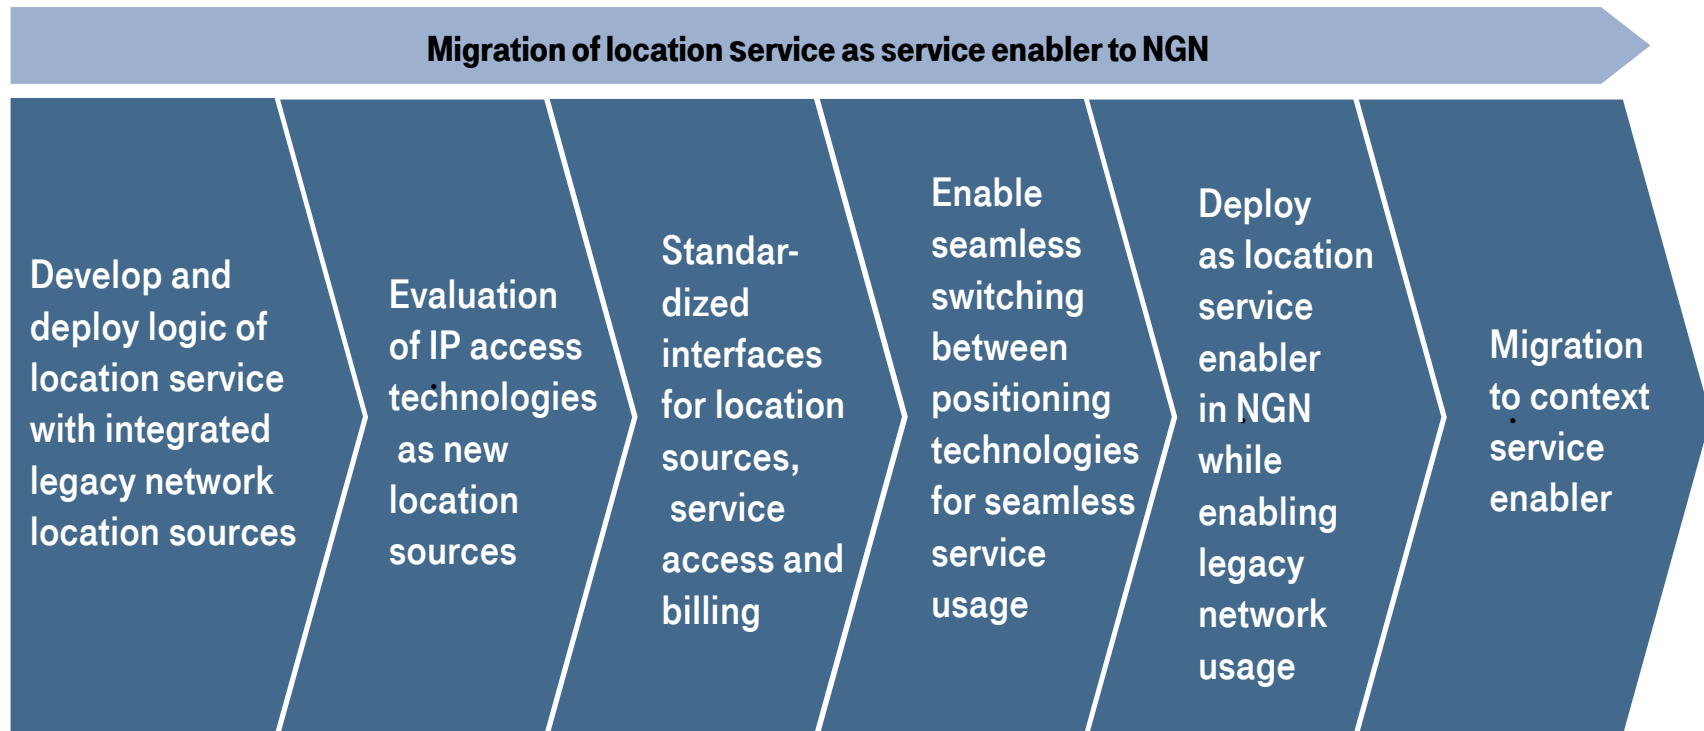 Migration of location service as service enabler to NGN
Develop and
deploy logic of
location service
with integrated
legacy network
location sources
Evaluation
of IP access
technologies
as new
location
sources
Standar-
dized
interfaces
for location
sources,
service
access and
billing
Enable
seamless
switching
between
positioning
technologies
for seamless
service
usage
Deploy
as location
service
enabler
in NGN
while
enabling
legacy
network
usage
Migration
to context
service
enabler